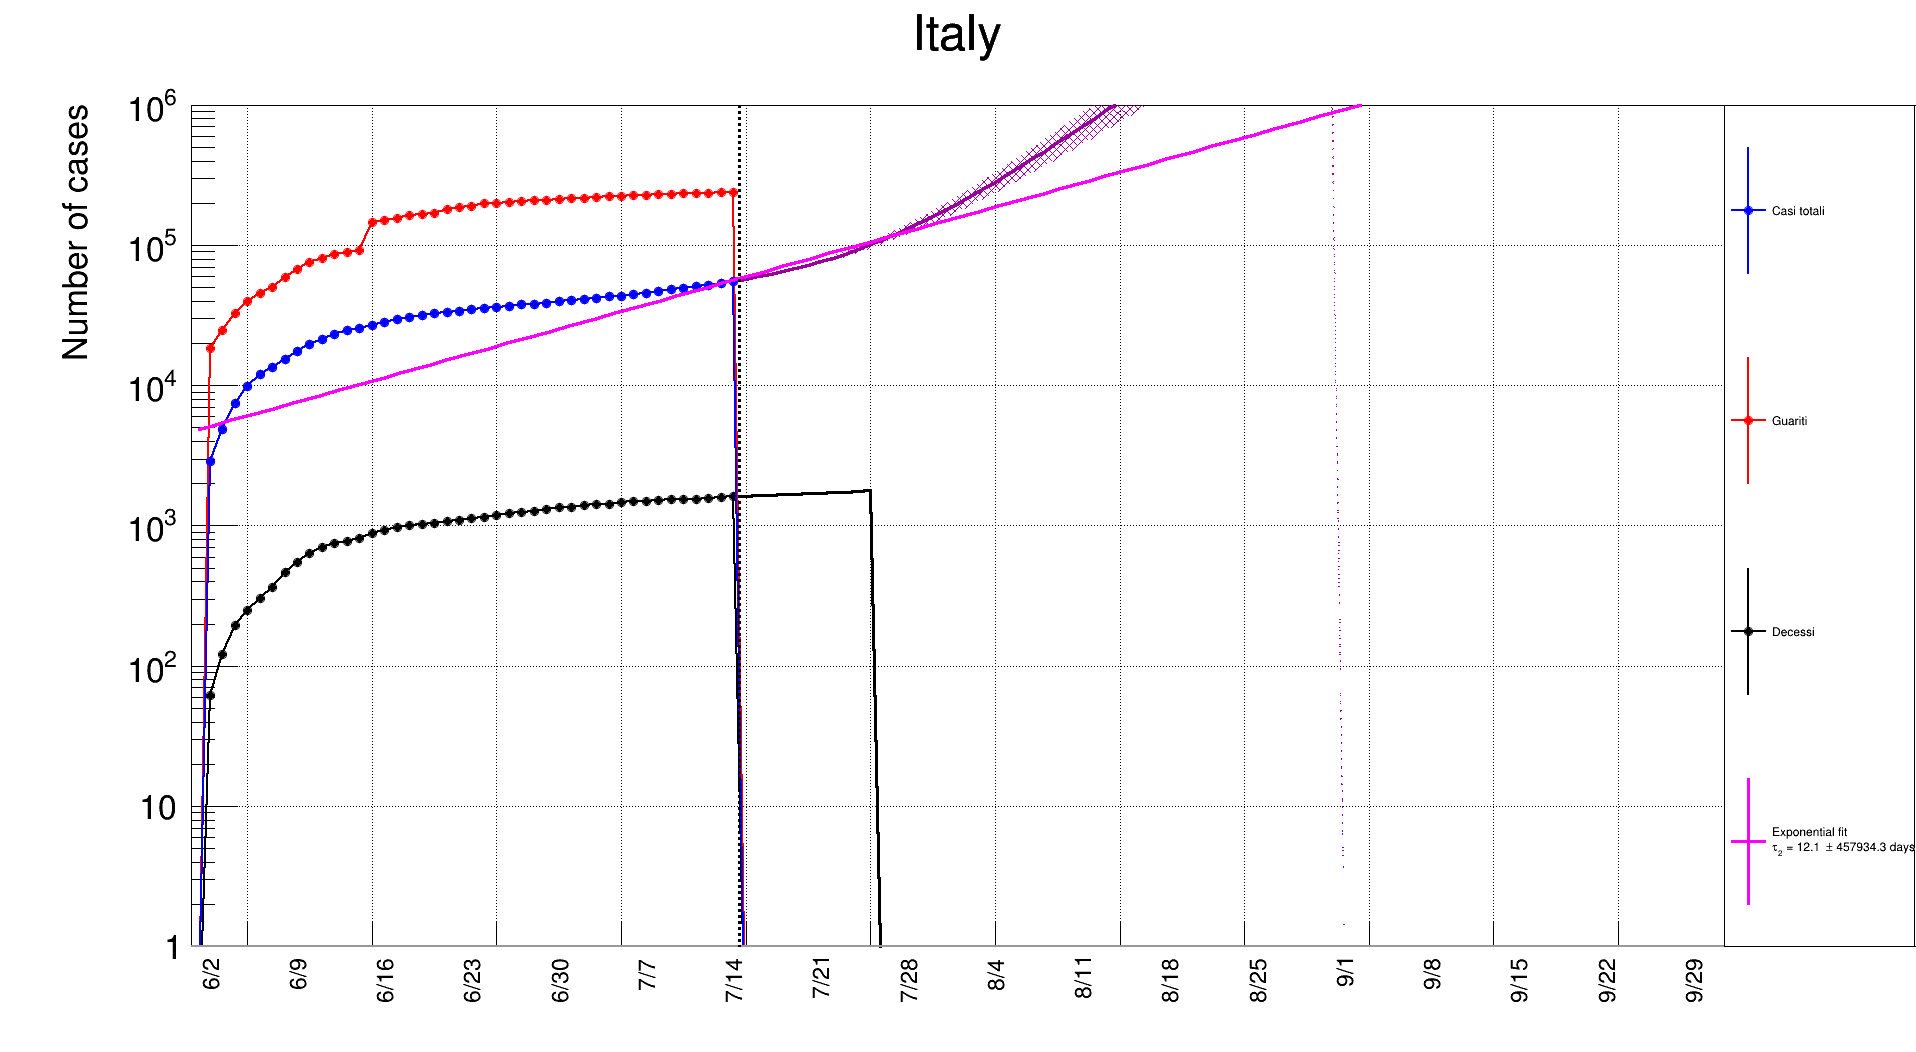 Italy
Number of cases
10^6
10^5
10^4
10^3
10^2
10
1
6/2 6/9 6/16 6/23 6/30 7/7 7/14 7/21 7/28 8/4 8/11 8/18 8/25 9/1 9/8 9/15 9/22 9/29
Casi totali
Guariti
Decessi
Exponential fit
τ_2 = 12.1 ± 457934.3 days